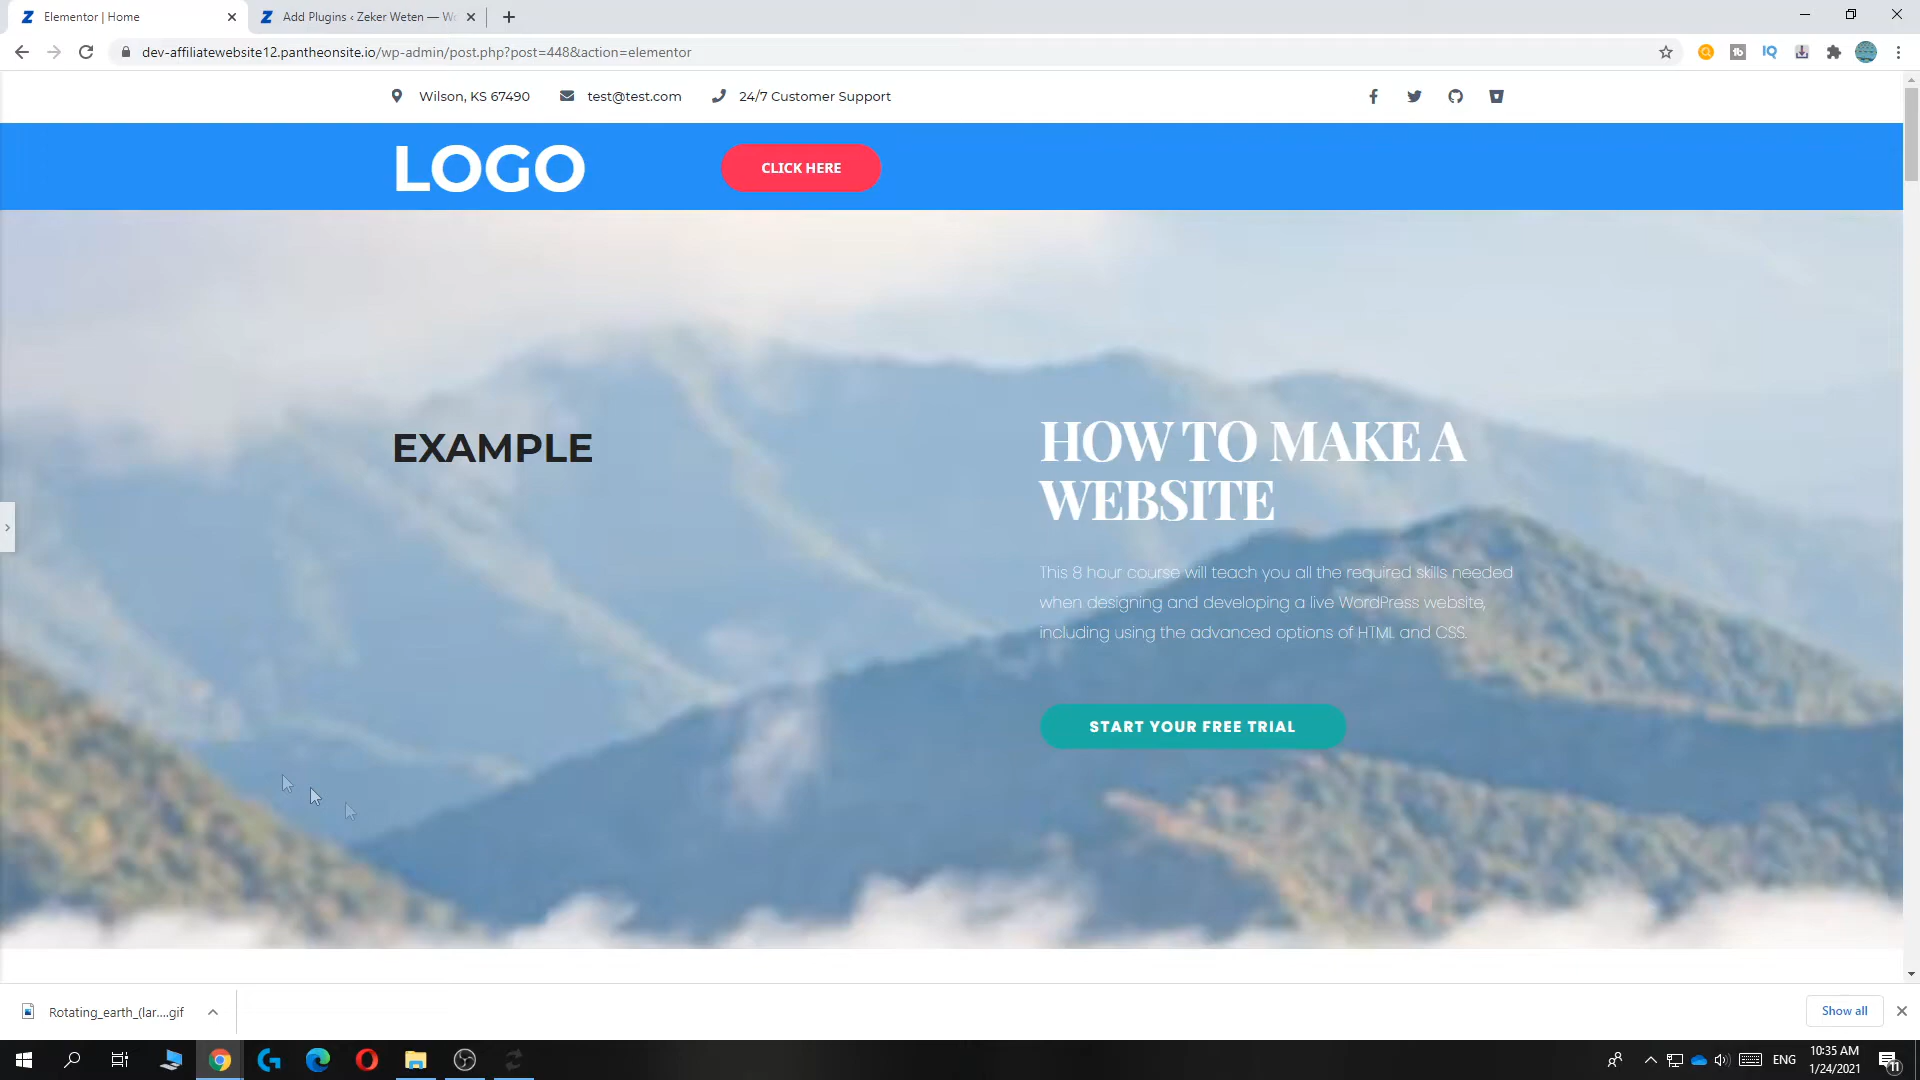 Elementor | Home
Add Plugins ‹ Zeker Weten — Wo
dev-affiliatewebsite12.pantheonsite.io/wp-admin/post.php?post=448&action=elementor
Wilson, KS 67490
test@test.com
24/7 Customer Support
LOGO
CLICK HERE
EXAMPLE
HOW TO MAKE A
WEBSITE
This 8 hour course will teach you all the required skills needed
when designing and developing a live WordPress website,
including using the advanced options of HTML and CSS.
START YOUR FREE TRIAL
Rotating_earth_(lar....gif
Show all
ENG
10:35 AM
1/24/2021
11